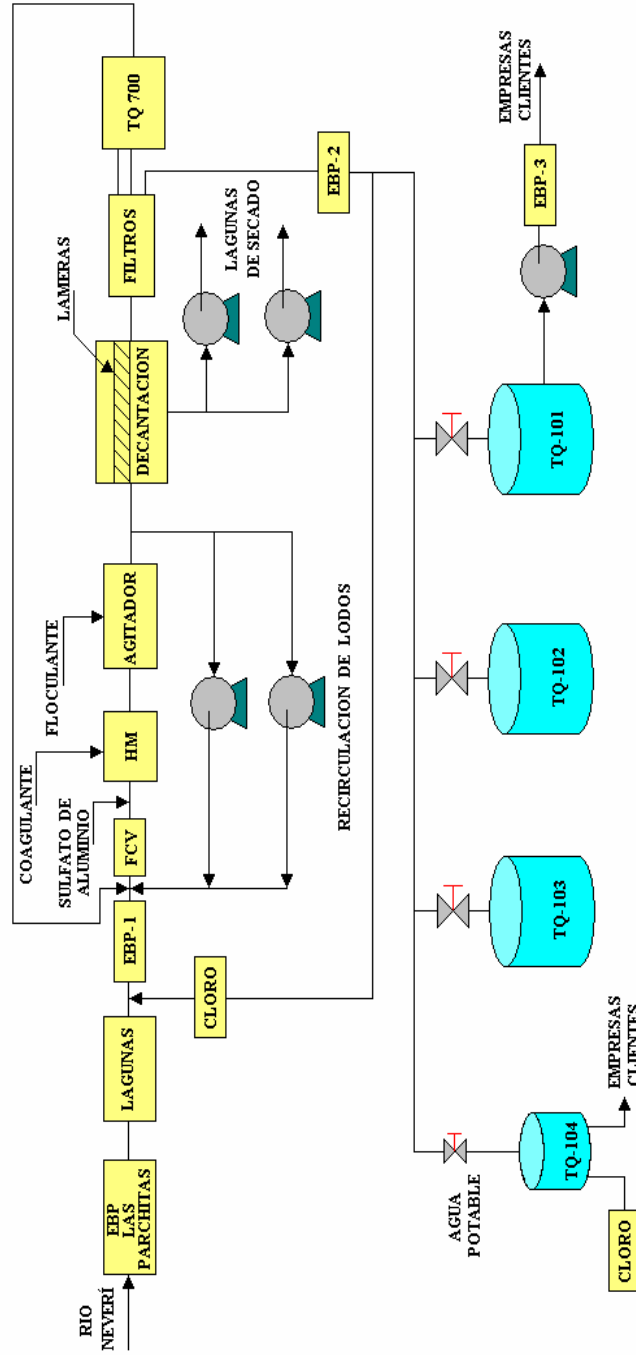 RIO
NEVERÍ
EBP
LAS
PARCHITAS
LAGUNAS
EBP-1
FCV
SULFATO DE
ALUMINIO
COAGULANTE
HM
FLOCULANTE
AGITADOR
LAMERAS
DECANTACION
FILTROS
TQ 700
CLORO
RECIRCULACION DE LODOS
LAGUNAS
DE SECADO
EBP-2
AGUA
POTABLE
TQ-104
CLORO
EMPRESAS
CLIENTES
TQ-103
TQ-102
TQ-101
EBP-3
EMPRESAS
CLIENTES